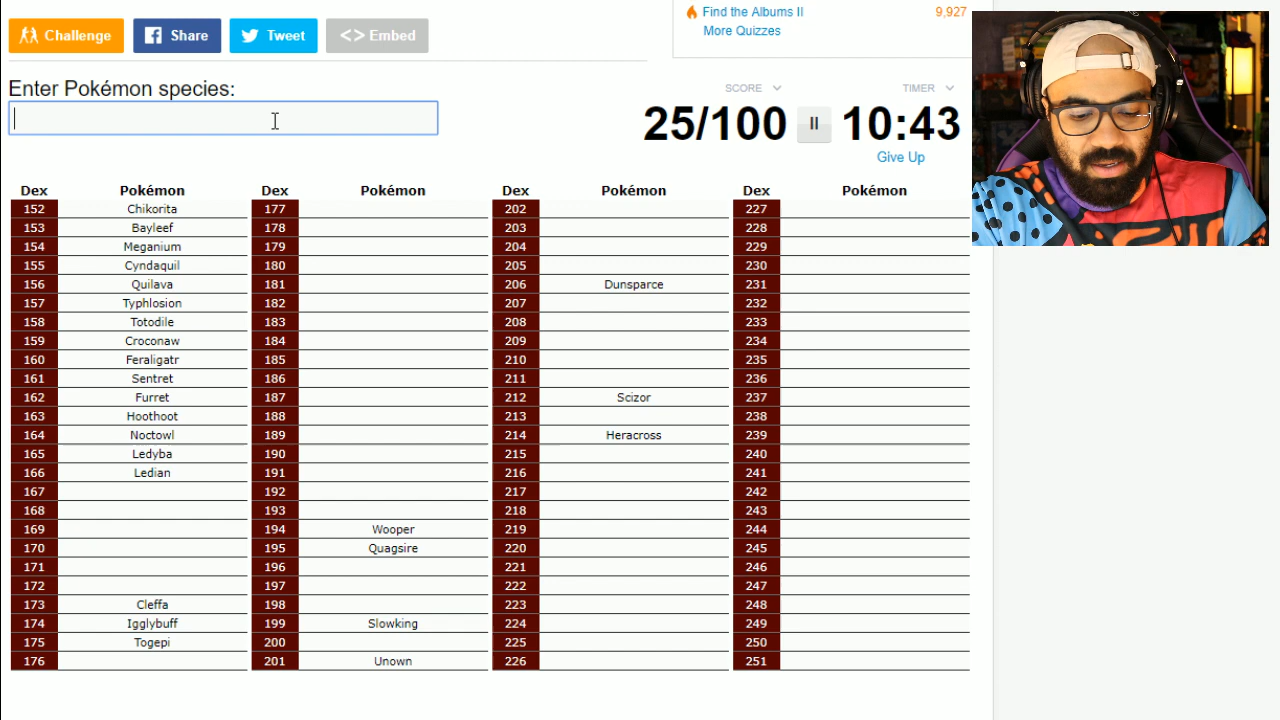 Find the Albums II 9,927
More Quizzes
Challenge Share Tweet <> Embed
Enter Pokémon species:
SCORE TIMER
25/100 10:43
Give Up
Dex Pokémon Dex Pokémon Dex Pokémon Dex Pokémon
152 Chikorita 177 202 227
153 Bayleef 178 203 228
154 Meganium 179 204 229
155 Cyndaquil 180 205 230
156 Quilava 181 206 Dunsparce 231
157 Typhlosion 182 207 232
158 Totodile 183 208 233
159 Croconaw 184 209 234
160 Feraligatr 185 210 235
161 Sentret 186 211 236
162 Furret 187 212 Scizor 237
163 Hoothoot 188 213 238
164 Noctowl 189 214 Heracross 239
165 Ledyba 190 215 240
166 Ledian 191 216 241
167 192 217 242
168 193 218 243
169 194 Wooper 219 244
170 195 Quagsire 220 245
171 196 221 246
172 197 222 247
173 Cleffa 198 223 248
174 Igglybuff 199 Slowking 224 249
175 Togepi 200 225 250
176 201 Unown 226 251